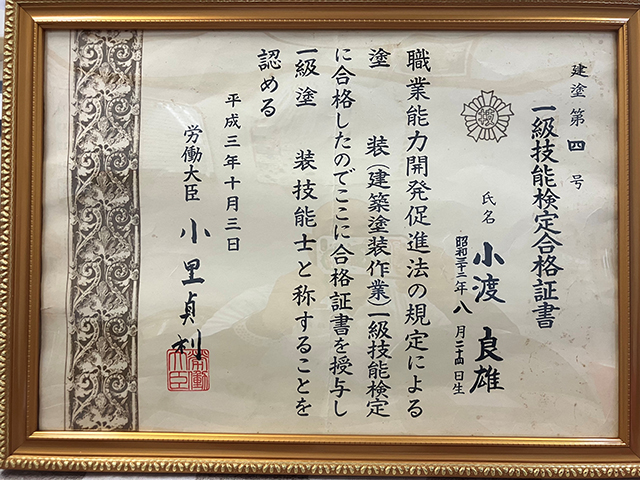 建塗第四号
一級技能検定合格証書
氏名 小渡良雄
昭和三十二年八月二十四日生
職業能力開発促進法の規定による
塗装(建築塗装作業)一級技能検定
に合格したのでここに合格証書を授与し
一級塗装技能士と称することを
認める
平成三年十月三日
労働大臣 小里貞利
労働大臣